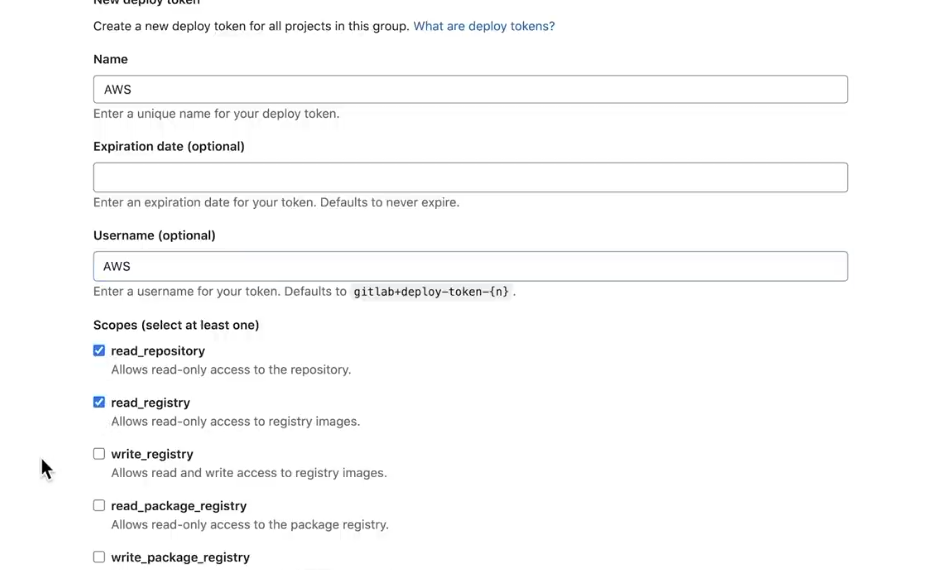 New deploy token
Create a new deploy token for all projects in this group. What are deploy tokens?
Name
AWS
Enter a unique name for your deploy token.
Expiration date (optional)
Enter an expiration date for your token. Defaults to never expire.
Username (optional)
AWS
Enter a username for your token. Defaults to gitlab+deploy-token-{n} .
Scopes (select at least one)
read_repository
Allows read-only access to the repository.
read_registry
Allows read-only access to registry images.
write_registry
Allows read and write access to registry images.
read_package_registry
Allows read-only access to the package registry.
write_package_registry